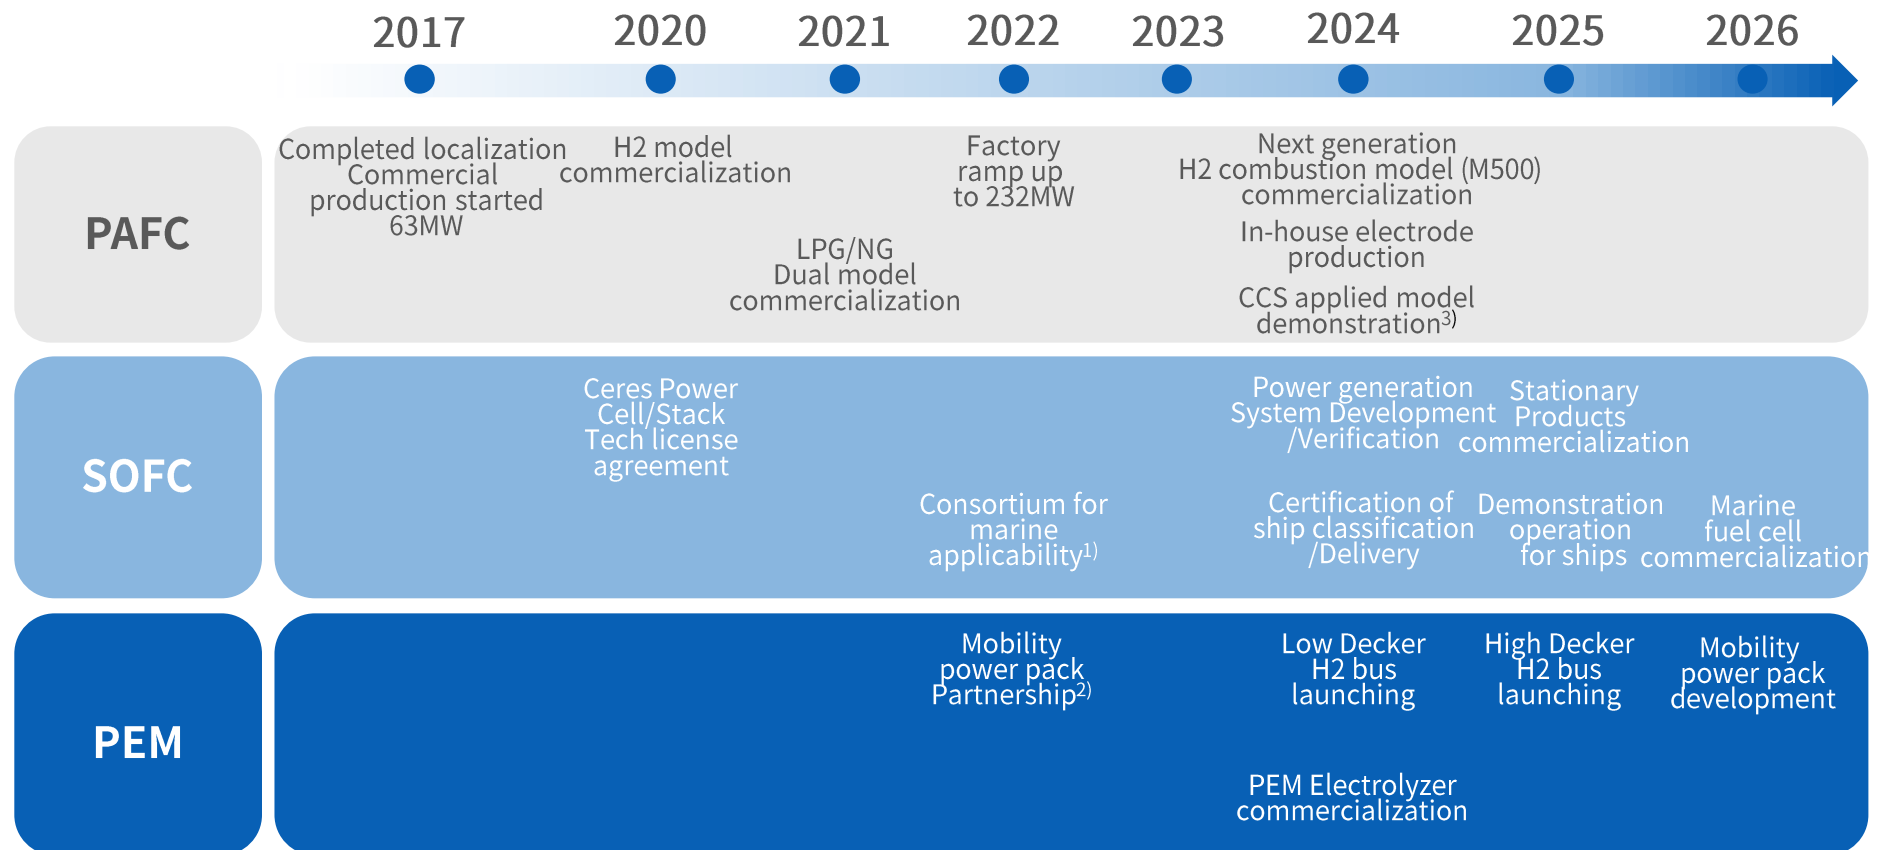 2017
2020
2021
2022
2023
2024
2025
2026
PAFC
Completed localization
Commercial
production started
63MW
H2 model
commercialization
LPG/NG
Dual model
commercialization
Factory
ramp up
to 232MW
Next generation
H2 combustion model (M500)
commercialization
In-house electrode
production
CCS applied model
demonstration3)
SOFC
Ceres Power
Cell/Stack
Tech license
agreement
Consortium for
marine
applicability1)
Power generation
System Development
/Verification
Certification of
ship classification
/Delivery
Stationary
Products
commercialization
Demonstration
operation
for ships
Marine
fuel cell
commercialization
PEM
Mobility
power pack
Partnership2)
Low Decker
H2 bus
launching
PEM Electrolyzer
commercialization
High Decker
H2 bus
launching
Mobility
power pack
development